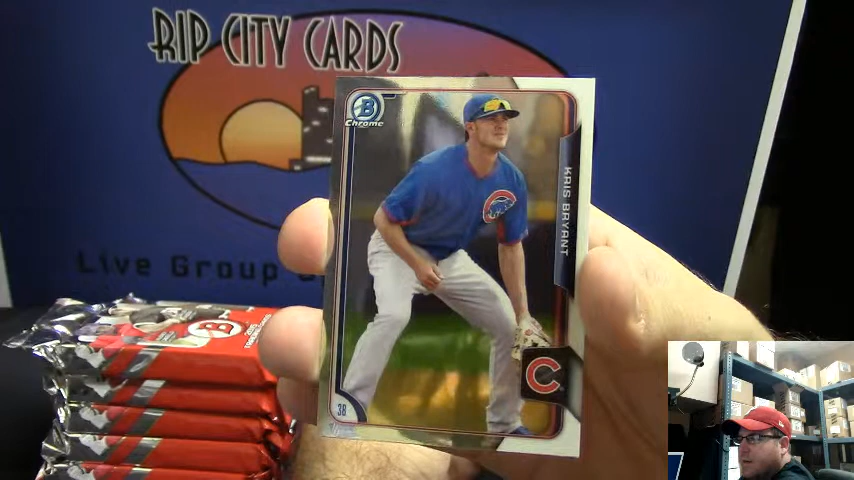 RIP CITY CARDS
Live Group
B
Chrome
KRIS BRYANT
C
38
B